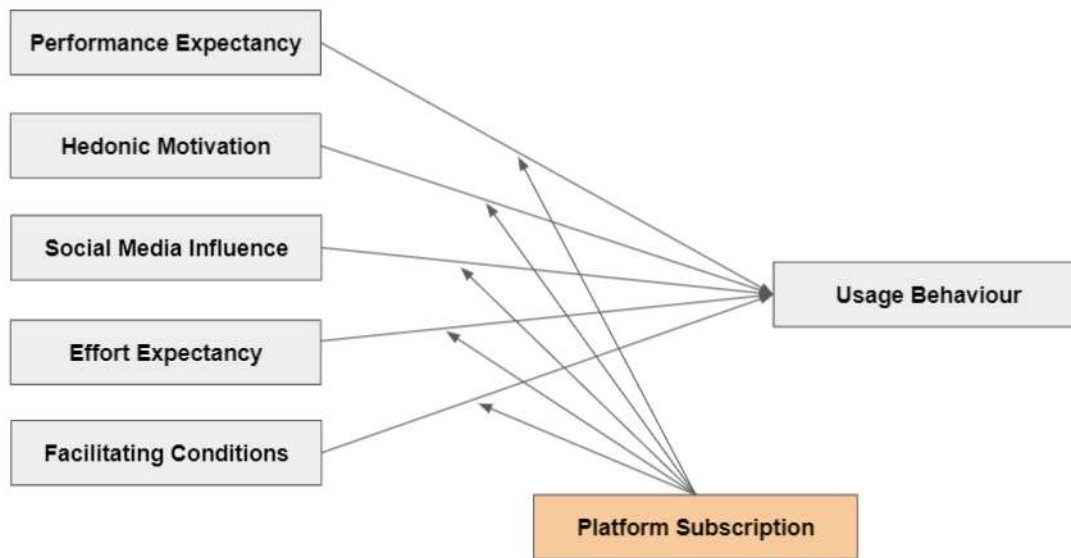 Performance Expectancy
Hedonic Motivation
Social Media Influence
Usage Behaviour
Effort Expectancy
Facilitating Conditions
Platform Subscription